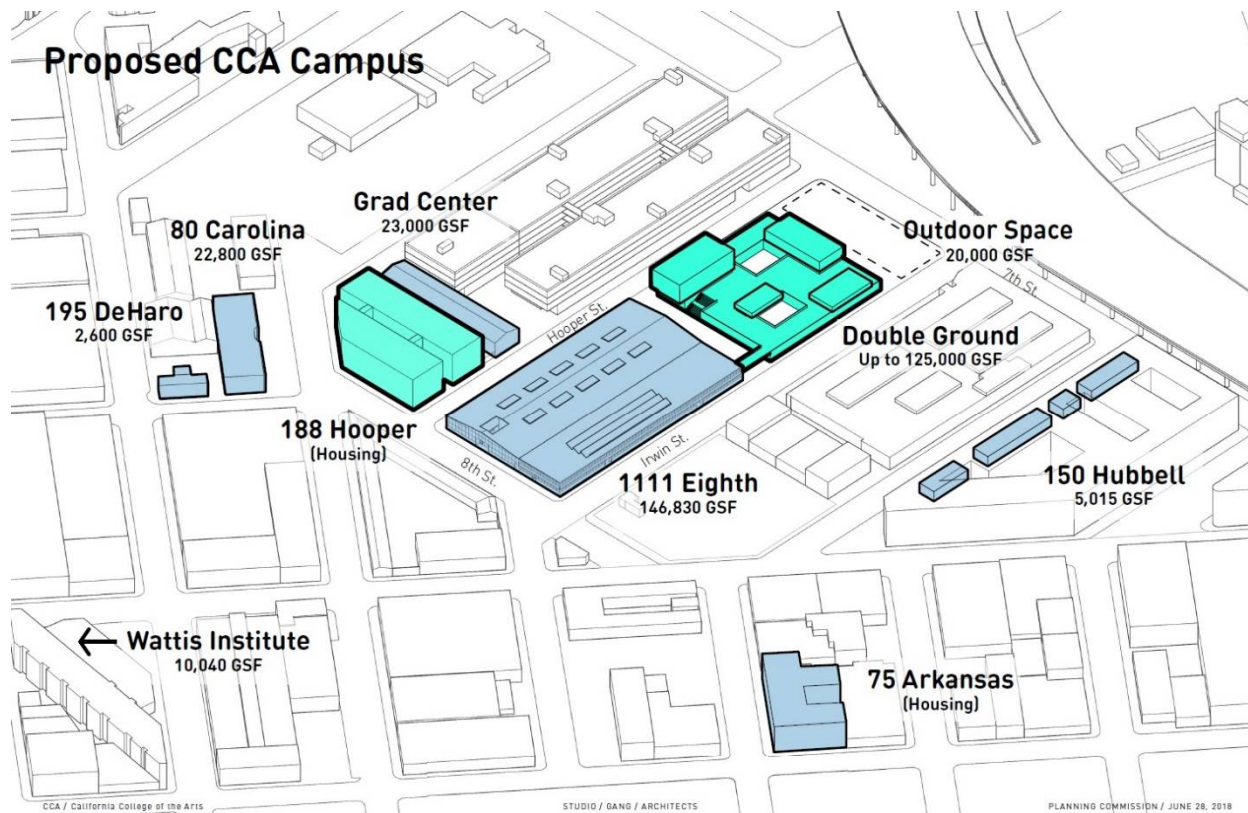 Proposed CCA Campus
Grad Center
23,000 GSF
80 Carolina
22,800 GSF
195 DeHaro
2,600 GSF
Outdoor Space
20,000 GSF
7th St.
Hooper St.
Double Ground
Up to 125,000 GSF
188 Hooper
(Housing)
8th St.
Irwin St.
1111 Eighth
146,830 GSF
150 Hubbell
5,015 GSF
← Wattis Institute
10,040 GSF
75 Arkansas
(Housing)
CCA / California College of the Arts
STUDIO / GANG / ARCHITECTS
PLANNING COMMISSION / JUNE 28, 2018